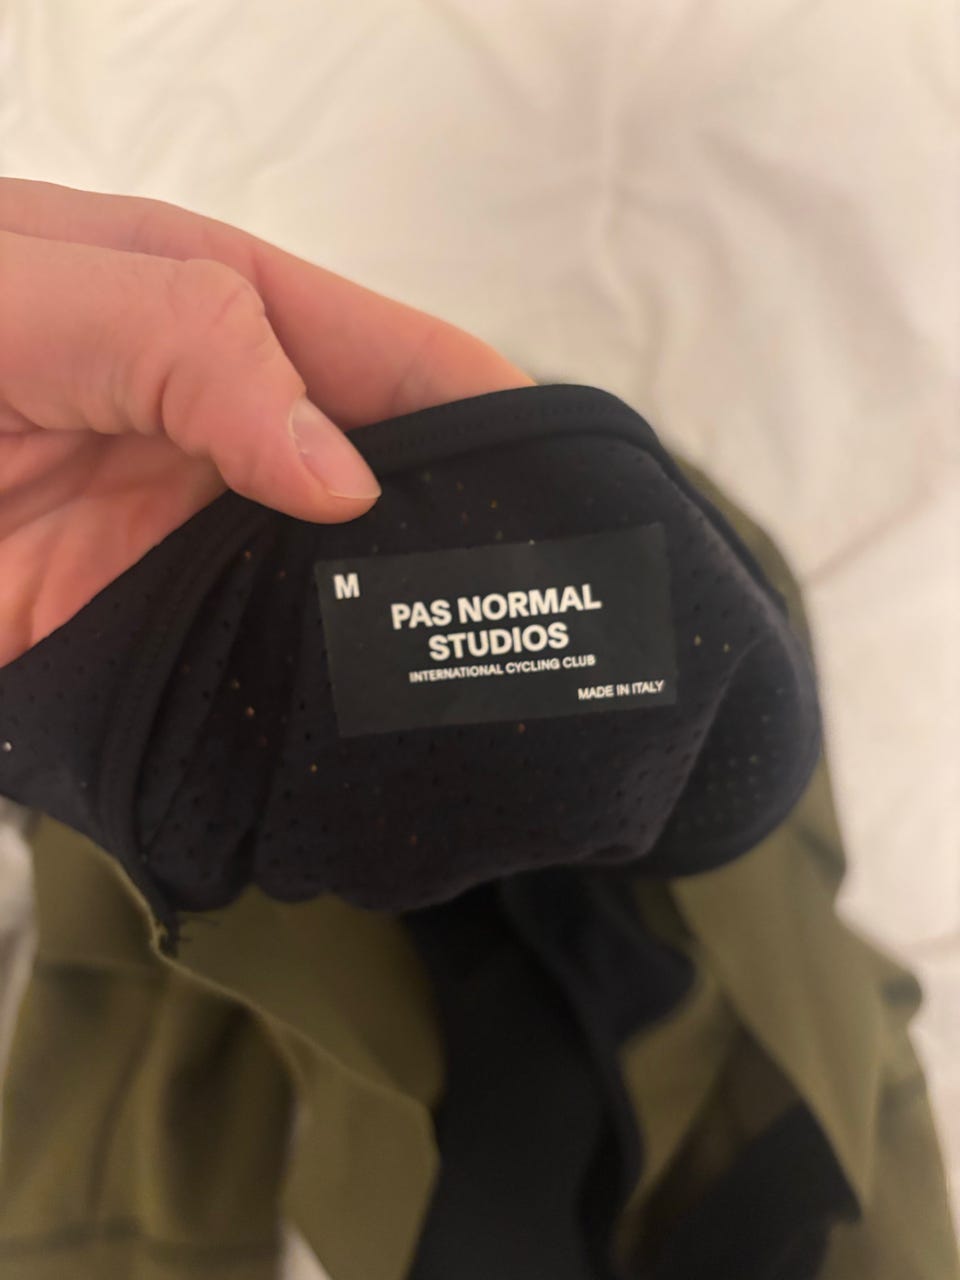 M
PAS NORMAL
STUDIOS
INTERNATIONAL CYCLING CLUB
MADE IN ITALY